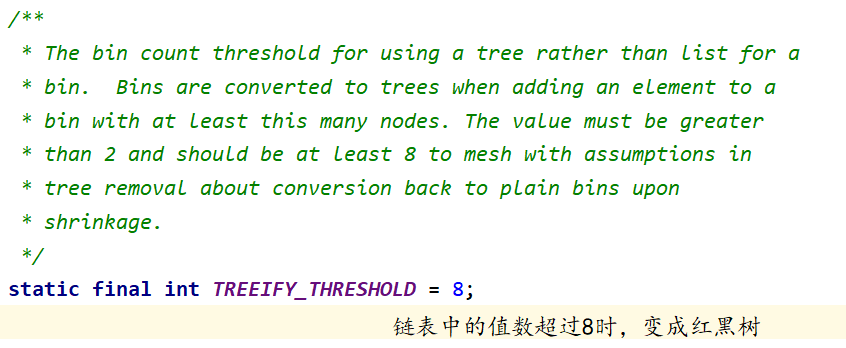 /**
 * The bin count threshold for using a tree rather than list for a
 * bin.  Bins are converted to trees when adding an element to a
 * bin with at least this many nodes. The value must be greater
 * than 2 and should be at least 8 to mesh with assumptions in
 * tree removal about conversion back to plain bins upon
 * shrinkage.
 */
static final int TREEIFY_THRESHOLD = 8;
链表中的值数超过8时，变成红黑树